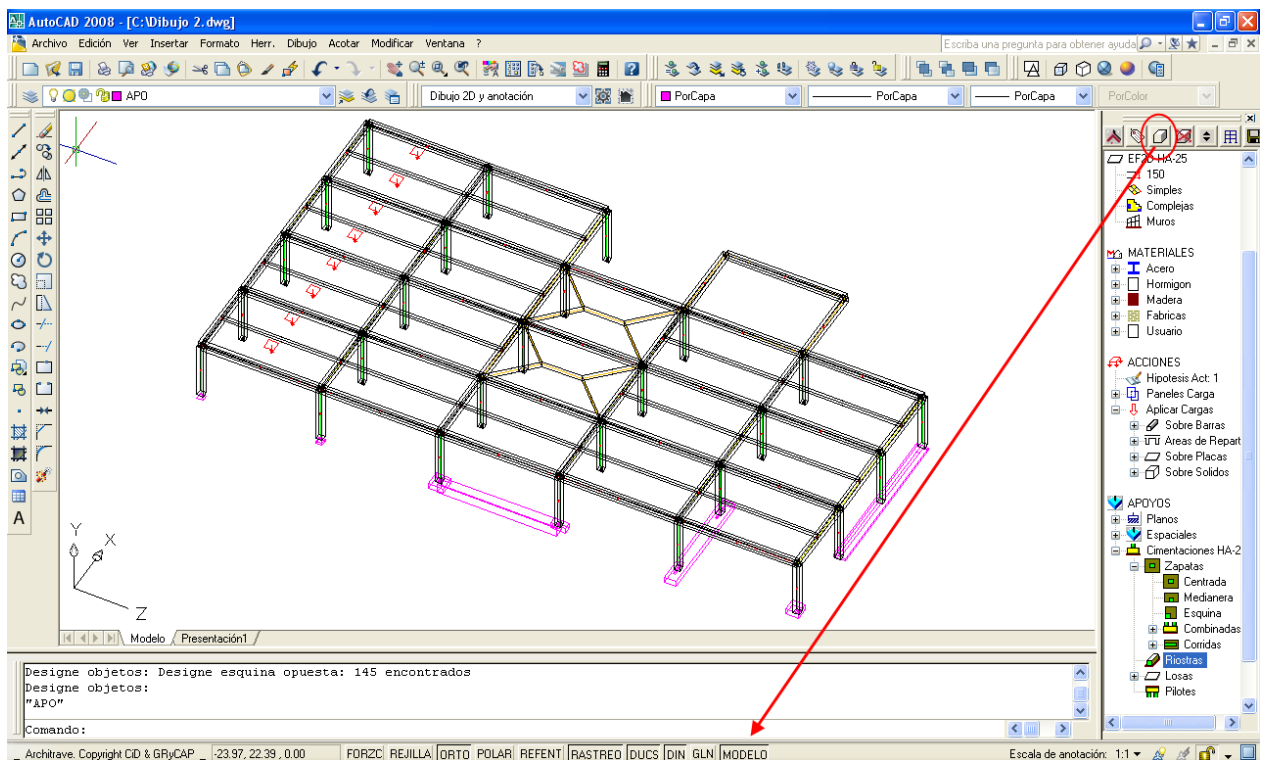 AutoCAD 2008 - [C:\Dibujo 2.dwg]
Archivo Edición Ver Insertar Formato Herr. Dibujo Acotar Modificar Ventana ?
Escriba una pregunta para obtener ayuda
APO
Dibujo 2D y anotación
PorCapa
PorCapa
PorCapa
PorColor
HA-25
150
Simples
Complejas
Muros
MATERIALES
Acero
Hormigon
Madera
Fabricas
Usuario
ACCIONES
Hipotesis Act: 1
Paneles Carga
Aplicar Cargas
Sobre Barras
Areas de Repart
Sobre Placas
Sobre Solidos
APOYOS
Planos
Espaciales
Cimentaciones HA-2
Zapatas
Centrada
Medianera
Esquina
Combinadas
Corridas
Riostras
Losas
Pilotes
A
Y
X
Z
Modelo Presentación1
Designe objetos: Designe esquina opuesta: 145 encontrados
Designe objetos:
"APO"
Comando:
_ Architrave. Copyright CiD & GRyCAP _ -23.97, 22.39 , 0.00 FORZC REJILLA ORTO POLAR REFENT RASTREO DUCS DIN GLN MODELO
Escala de anotación: 1:1